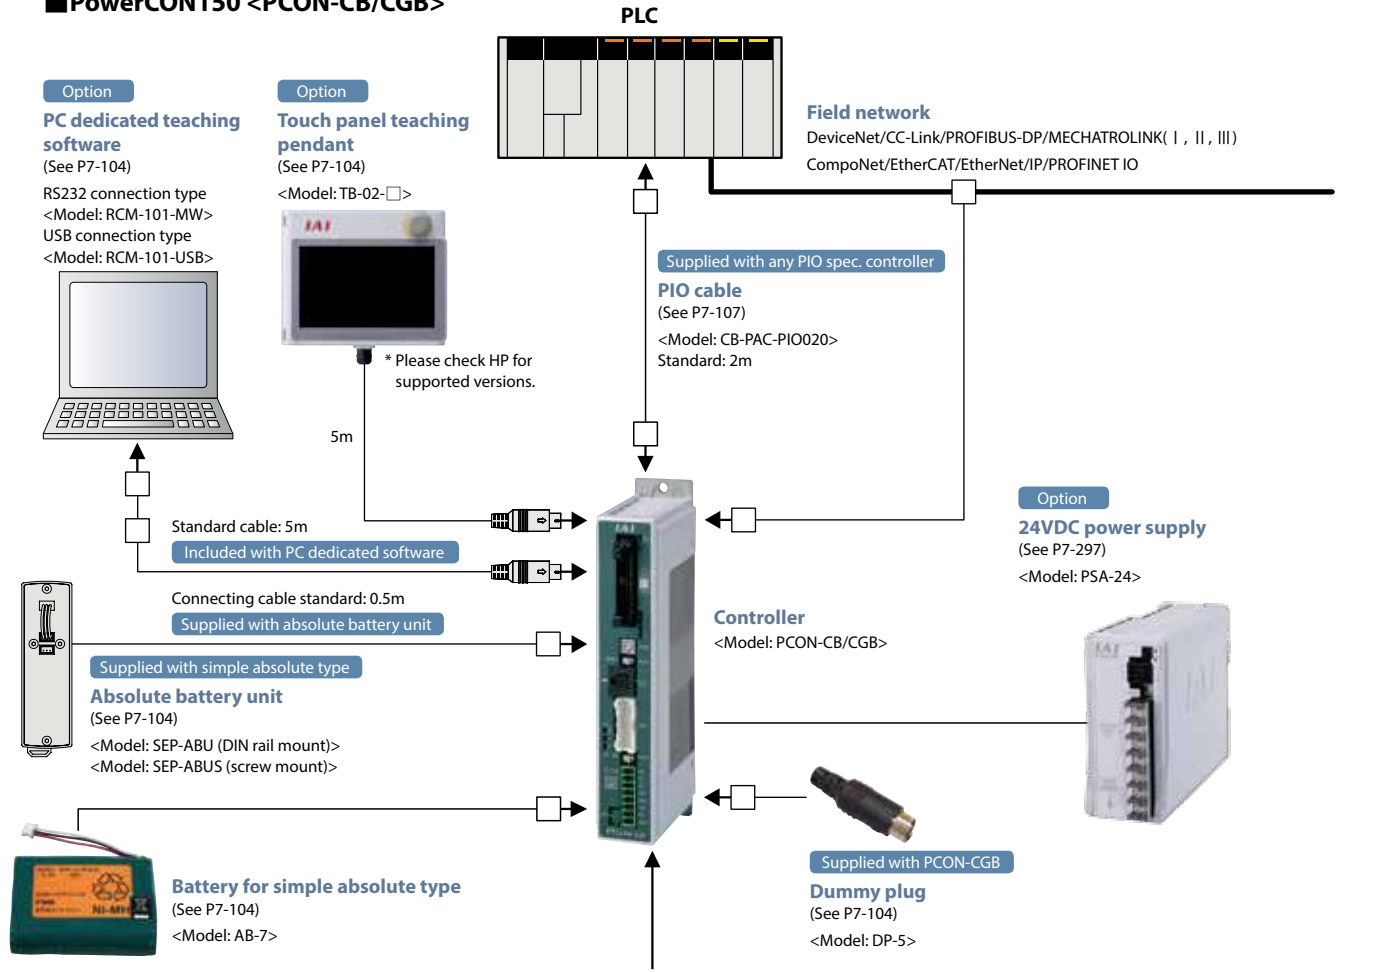 ■PowerCON150 <PCON-CB/CGB>
PLC
Option
PC dedicated teaching
software
(See P7-104)
RS232 connection type
<Model: RCM-101-MW>
USB connection type
<Model: RCM-101-USB>
Option
Touch panel teaching
pendant
(See P7-104)
<Model: TB-02-□>
IAI
* Please check HP for
supported versions.
5m
Field network
DeviceNet/CC-Link/PROFIBUS-DP/MECHATROLINK( I , II , III)
CompoNet/EtherCAT/EtherNet/IP/PROFINET IO
Supplied with any PIO spec. controller
PIO cable
(See P7-107)
<Model: CB-PAC-PIO020>
Standard: 2m
Standard cable: 5m
Included with PC dedicated software
Connecting cable standard: 0.5m
Supplied with absolute battery unit
Supplied with simple absolute type
Absolute battery unit
(See P7-104)
<Model: SEP-ABU (DIN rail mount)>
<Model: SEP-ABUS (screw mount)>
IAI
Controller
<Model: PCON-CB/CGB>
Option
24VDC power supply
(See P7-297)
<Model: PSA-24>
IAI
Supplied with PCON-CGB
Dummy plug
(See P7-104)
<Model: DP-5>
Ni-MH
Battery for simple absolute type
(See P7-104)
<Model: AB-7>